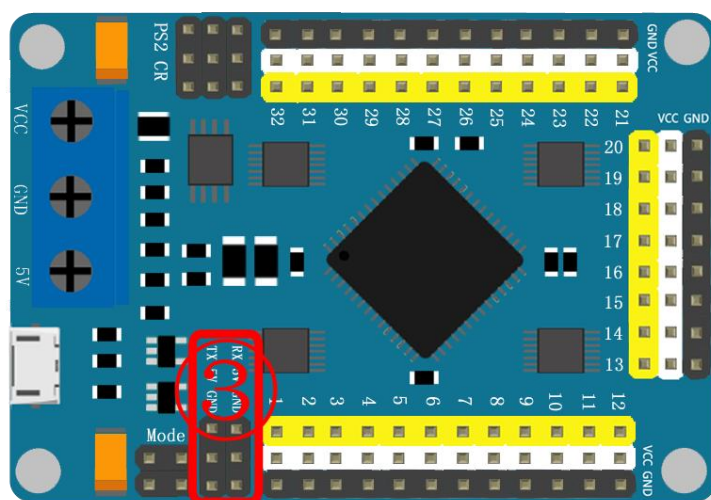 PS2 CR
GND VCC
32 31 30 29 28 27 26 25 24 23 22 21
VCC
GND
5V
VCC GND
20
19
18
17
16
15
14
13
TX 5V GND
RX GND
3
Mode
1 2 3 4 5 6 7 8 9 10 11 12
VCC
GND